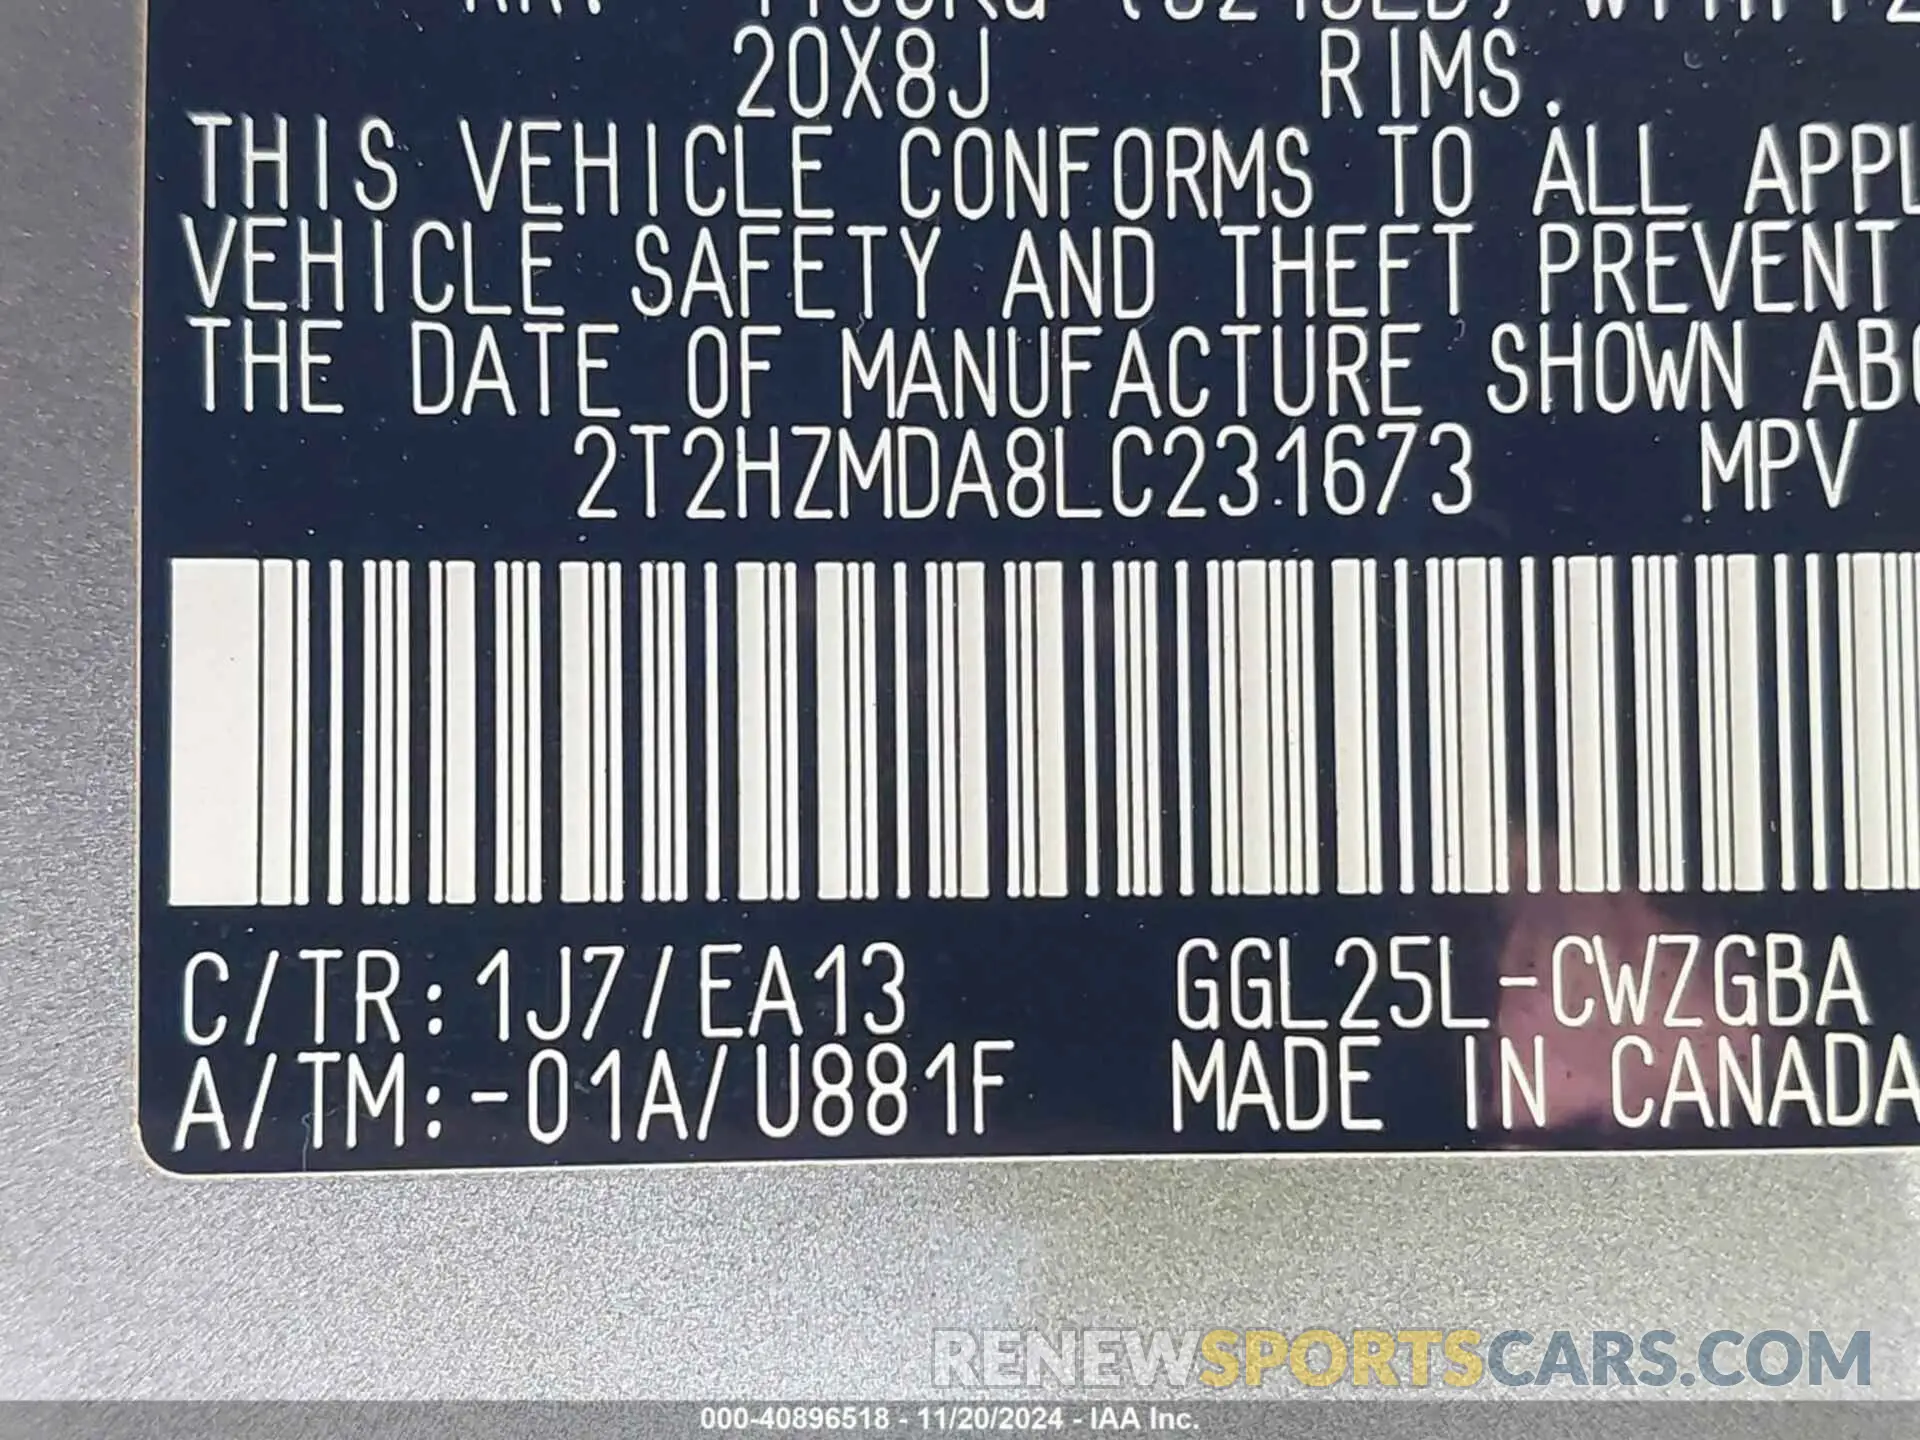 20X8J RIMS.
THIS VEHICLE CONFORMS TO ALL APPL
VEHICLE SAFETY AND THEFT PREVENT
THE DATE OF MANUFACTURE SHOWN ABO
2T2HZMDA8LC231673 MPV
C/TR:1J7/EA13 GGL25L-CWZGBA
A/TM:-01A/U881F MADE IN CANADA
RENEWSPORTSCARS.COM
000-40896518 - 11/20/2024 - IAA Inc.